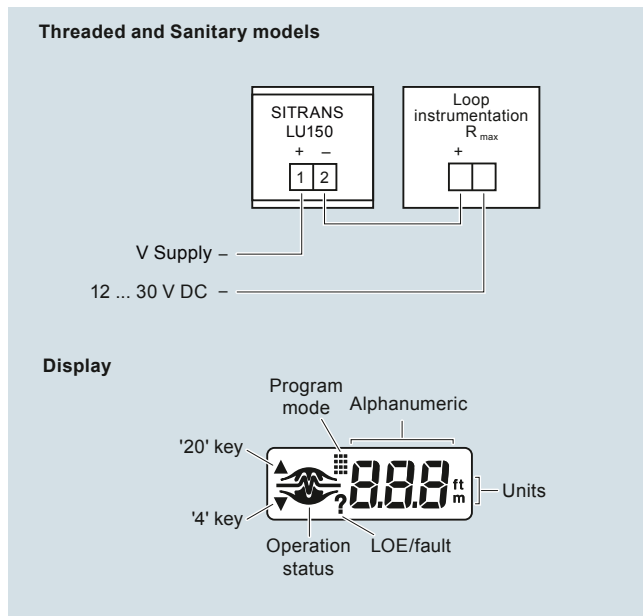 Threaded and Sanitary models
SITRANS
LU150
+ –
1 2
Loop
instrumentation
R max
+
V Supply –
12 ... 30 V DC –
Display
Program
mode
Alphanumeric
'20' key
'4' key
8.8.8
ft
m
?
Units
Operation
status
LOE/fault